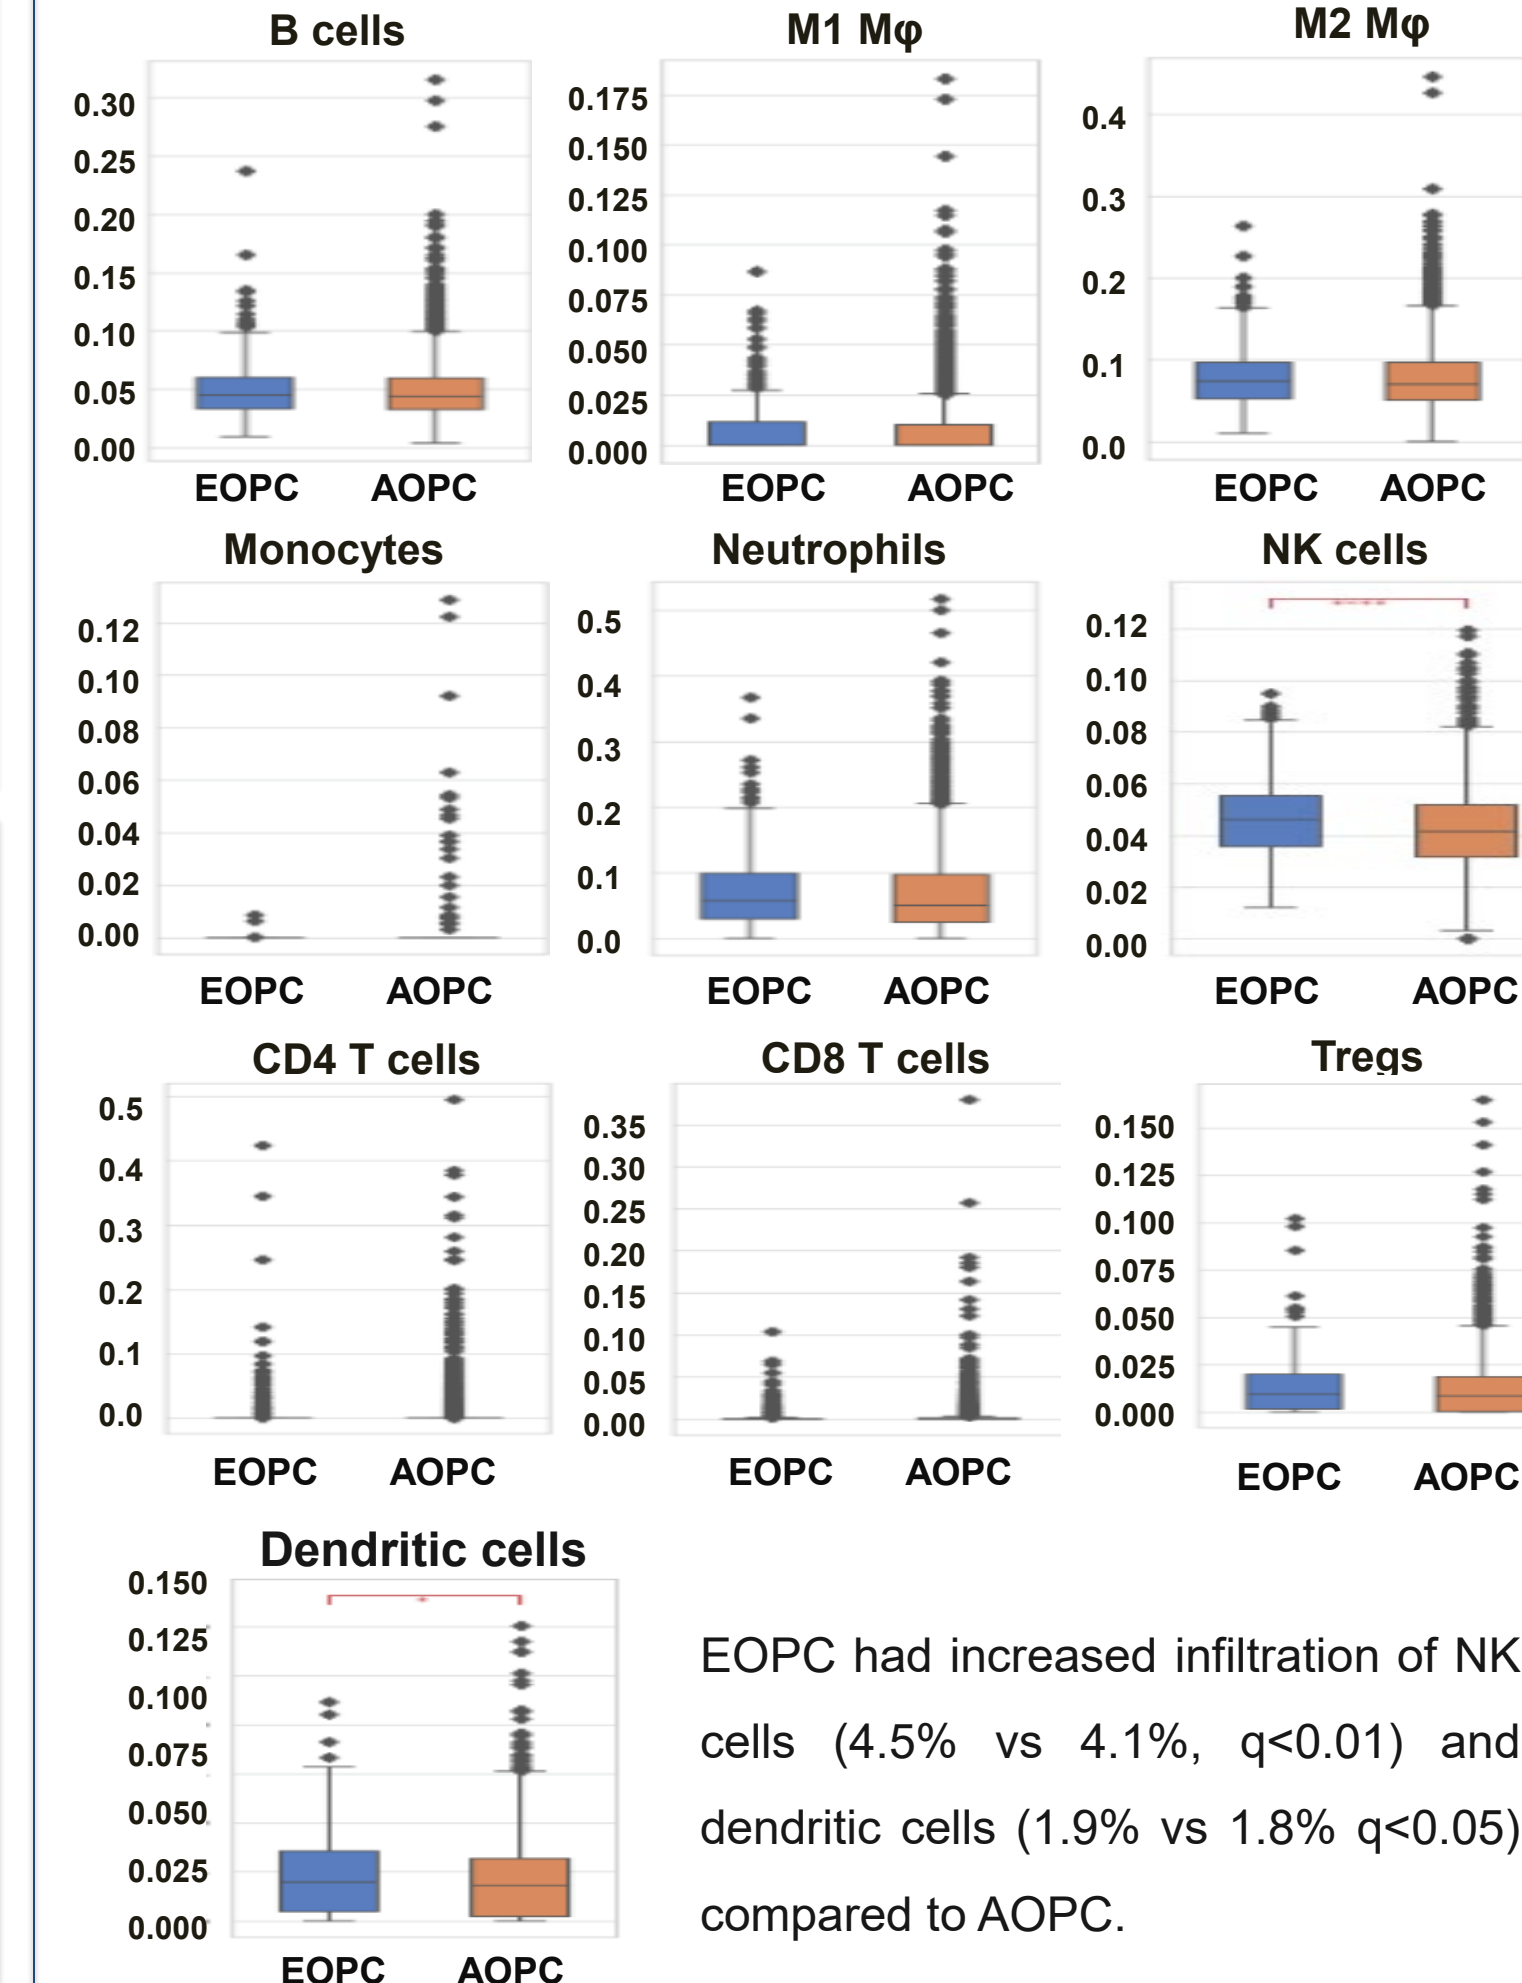 B cells
M1 Mφ
M2 Mφ
0.30
0.25
0.20
0.15
0.10
0.05
0.00
EOPC AOPC
0.175
0.150
0.125
0.100
0.075
0.050
0.025
0.000
EOPC AOPC
0.4
0.3
0.2
0.1
0.0
EOPC AOPC
Monocytes
Neutrophils
NK cells
0.12
0.10
0.08
0.06
0.04
0.02
0.00
EOPC AOPC
0.5
0.4
0.3
0.2
0.1
0.0
EOPC AOPC
0.12
0.10
0.08
0.06
0.04
0.02
0.00
EOPC AOPC
CD4 T cells
CD8 T cells
Tregs
0.5
0.4
0.3
0.2
0.1
0.0
EOPC AOPC
0.35
0.30
0.25
0.20
0.15
0.10
0.05
0.00
EOPC AOPC
0.150
0.125
0.100
0.075
0.050
0.025
0.000
EOPC AOPC
Dendritic cells
0.150
0.125
0.100
0.075
0.050
0.025
0.000
EOPC AOPC
EOPC had increased infiltration of NK
cells (4.5% vs 4.1%, q<0.01) and
dendritic cells (1.9% vs 1.8% q<0.05)
compared to AOPC.